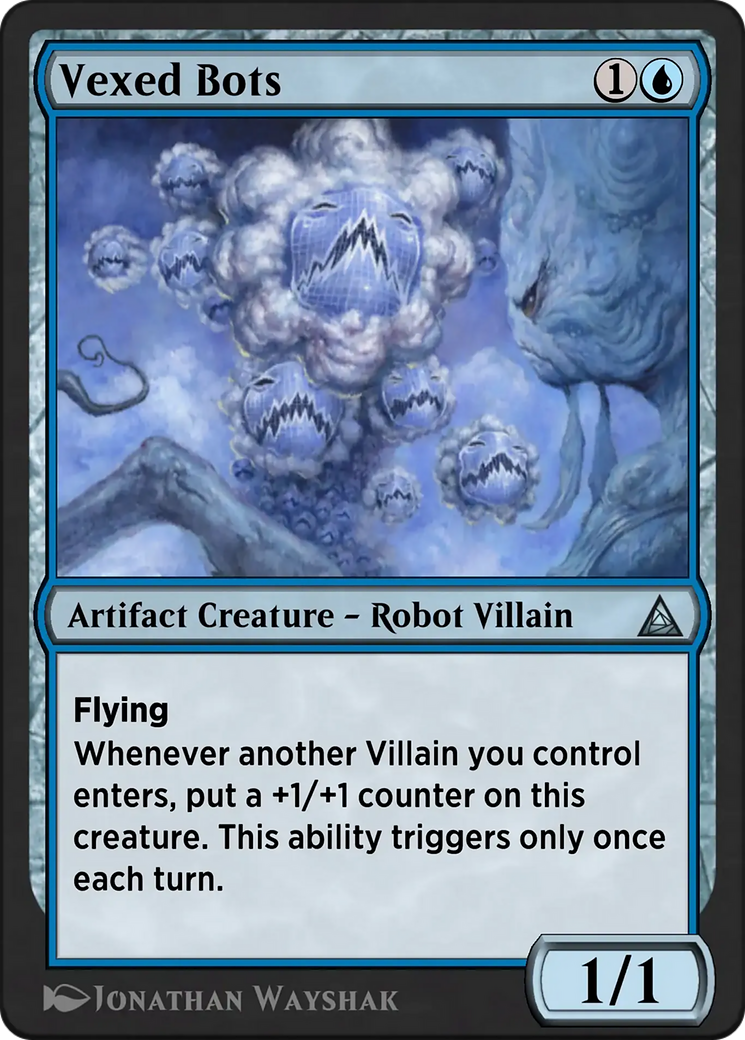 Vexed Bots
1
Artifact Creature – Robot Villain
Flying
Whenever another Villain you control
enters, put a +1/+1 counter on this
creature. This ability triggers only once
each turn.
1/1
Jonathan Wayshak